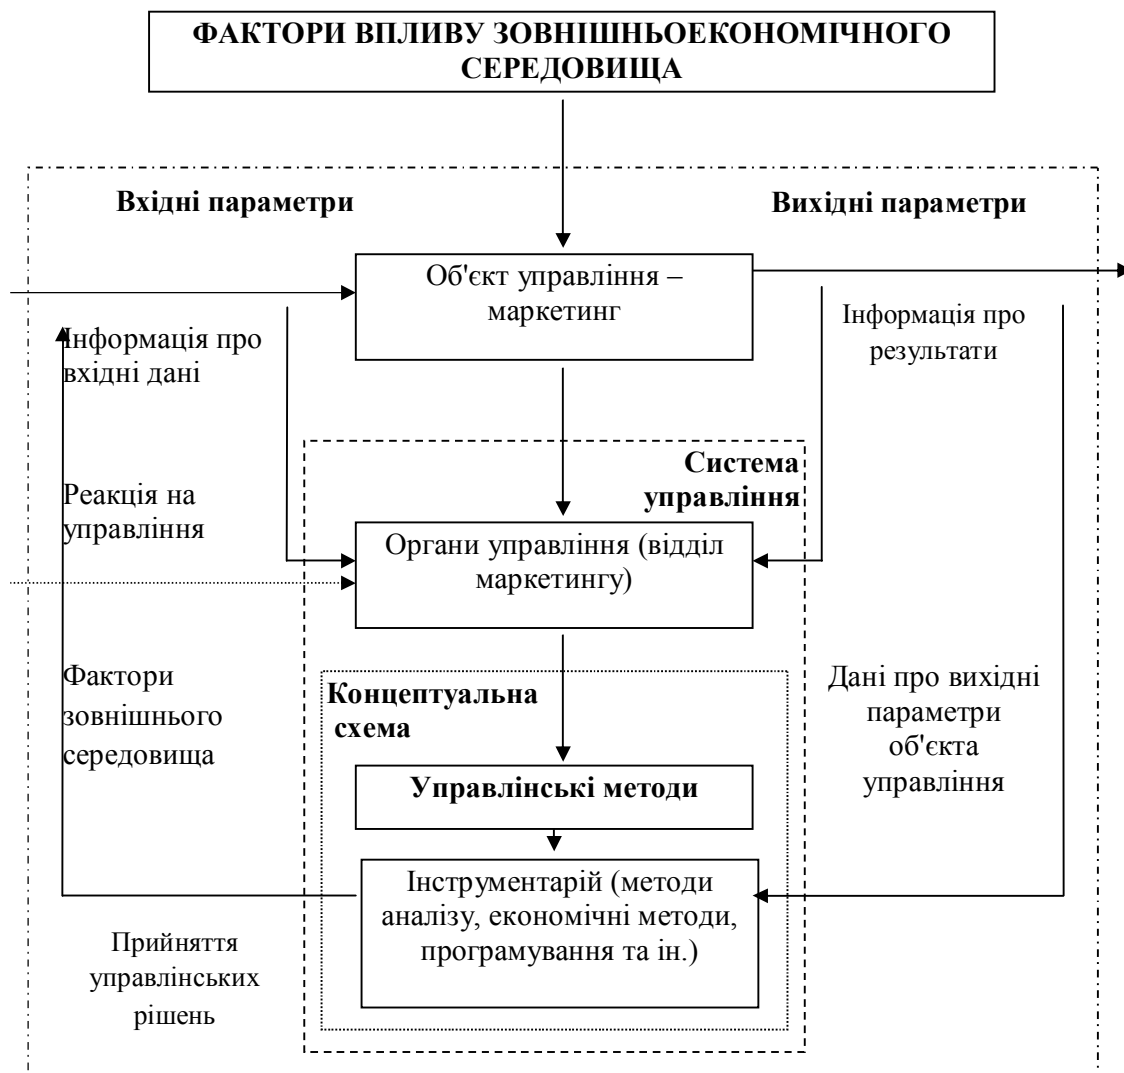 ФАКТОРИ ВПЛИВУ ЗОВНІШНЬОЕКОНОМІЧНОГО
СЕРЕДОВИЩА
Вхідні параметри
Вихідні параметри
Об'єкт управління –
маркетинг
Інформація про
вхідні дані
Інформація про
результати
Система
управління
Реакція на
управління
Органи управління (відділ
маркетингу)
Фактори
зовнішнього
середовища
Концептуальна
схема
Дані про вихідні
параметри
об'єкта
управління
Управлінські методи
Інструментарій (методи
аналізу, економічні методи,
програмування та ін.)
Прийняття
управлінських
рішень